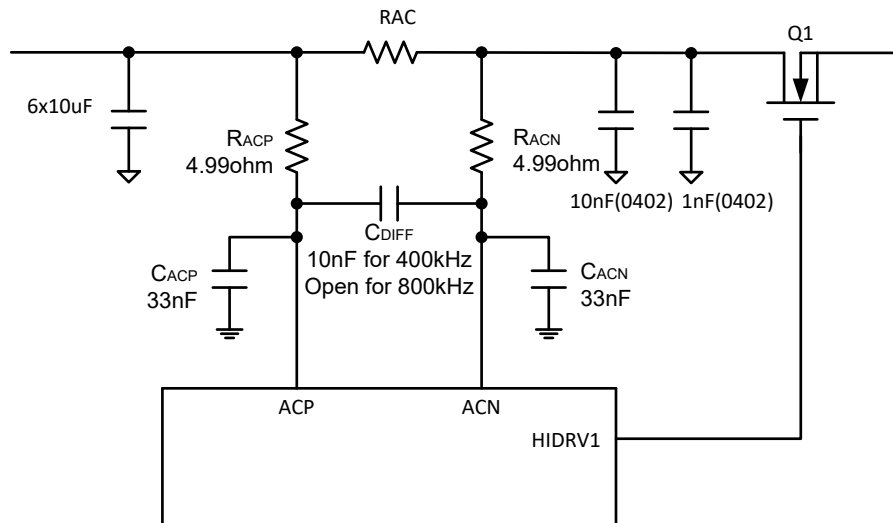 RAC
Q1
6x10uF
RACP
4.99ohm
RACN
4.99ohm
10nF(0402)
1nF(0402)
CDIFF
10nF for 400kHz
Open for 800kHz
CACP
33nF
CACN
33nF
ACP
ACN
HIDRV1